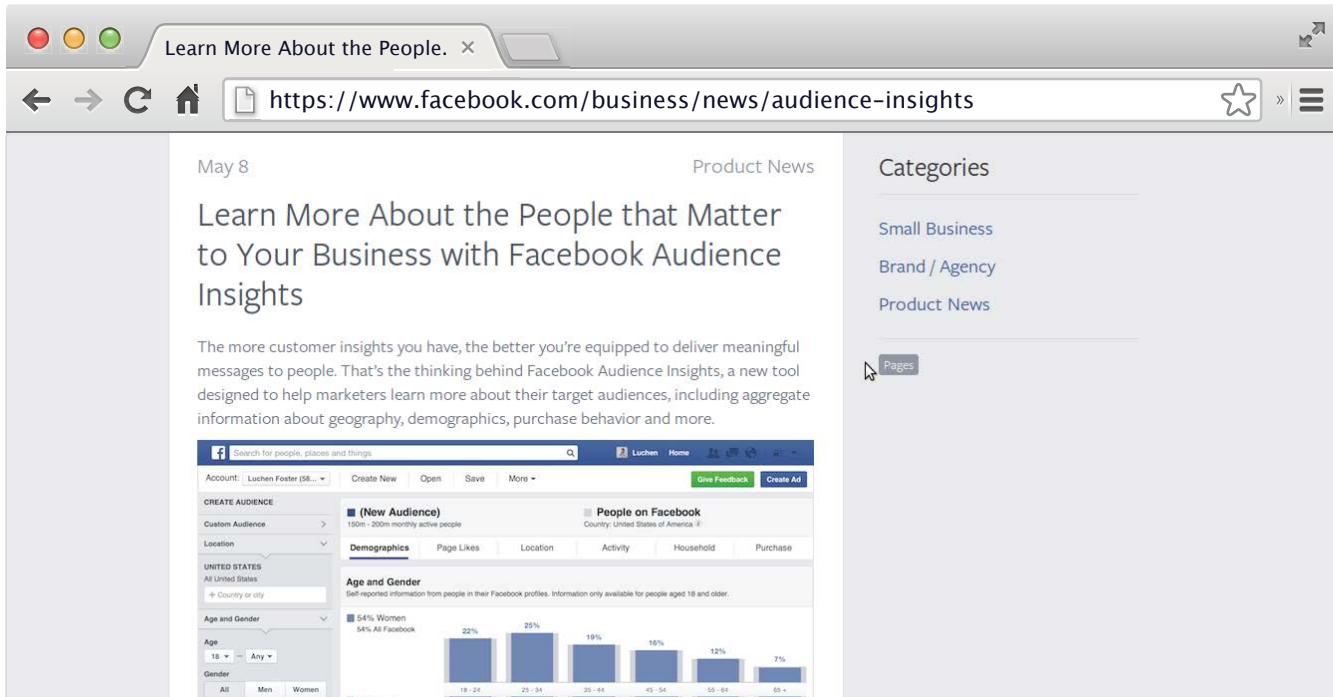 Learn More About the People. ×
https://www.facebook.com/business/news/audience-insights
May 8
Product News
Learn More About the People that Matter
to Your Business with Facebook Audience
Insights
The more customer insights you have, the better you're equipped to deliver meaningful
messages to people. That's the thinking behind Facebook Audience Insights, a new tool
designed to help marketers learn more about their target audiences, including aggregate
information about geography, demographics, purchase behavior and more.
Categories
Small Business
Brand / Agency
Product News
Pages
Search for people, places and things
Luchen Home
Account: Luchen Foster (58...
Create New Open Save More
Give Feedback Create Ad
CREATE AUDIENCE
Custom Audience
Location
UNITED STATES
All United States
+ Country or city
Age and Gender
Age
18 – Any
Gender
All Men Women
(New Audience)
150m - 200m monthly active people
People on Facebook
Country: United States of America
Demographics Page Likes Location Activity Household Purchase
Age and Gender
Self-reported information from people in their Facebook profiles. Information only available for people aged 18 and older.
54% Women
54% All Facebook
22% 25% 19% 16% 12% 7%
18 - 24 25 - 34 35 - 44 45 - 54 55 - 64 65 +